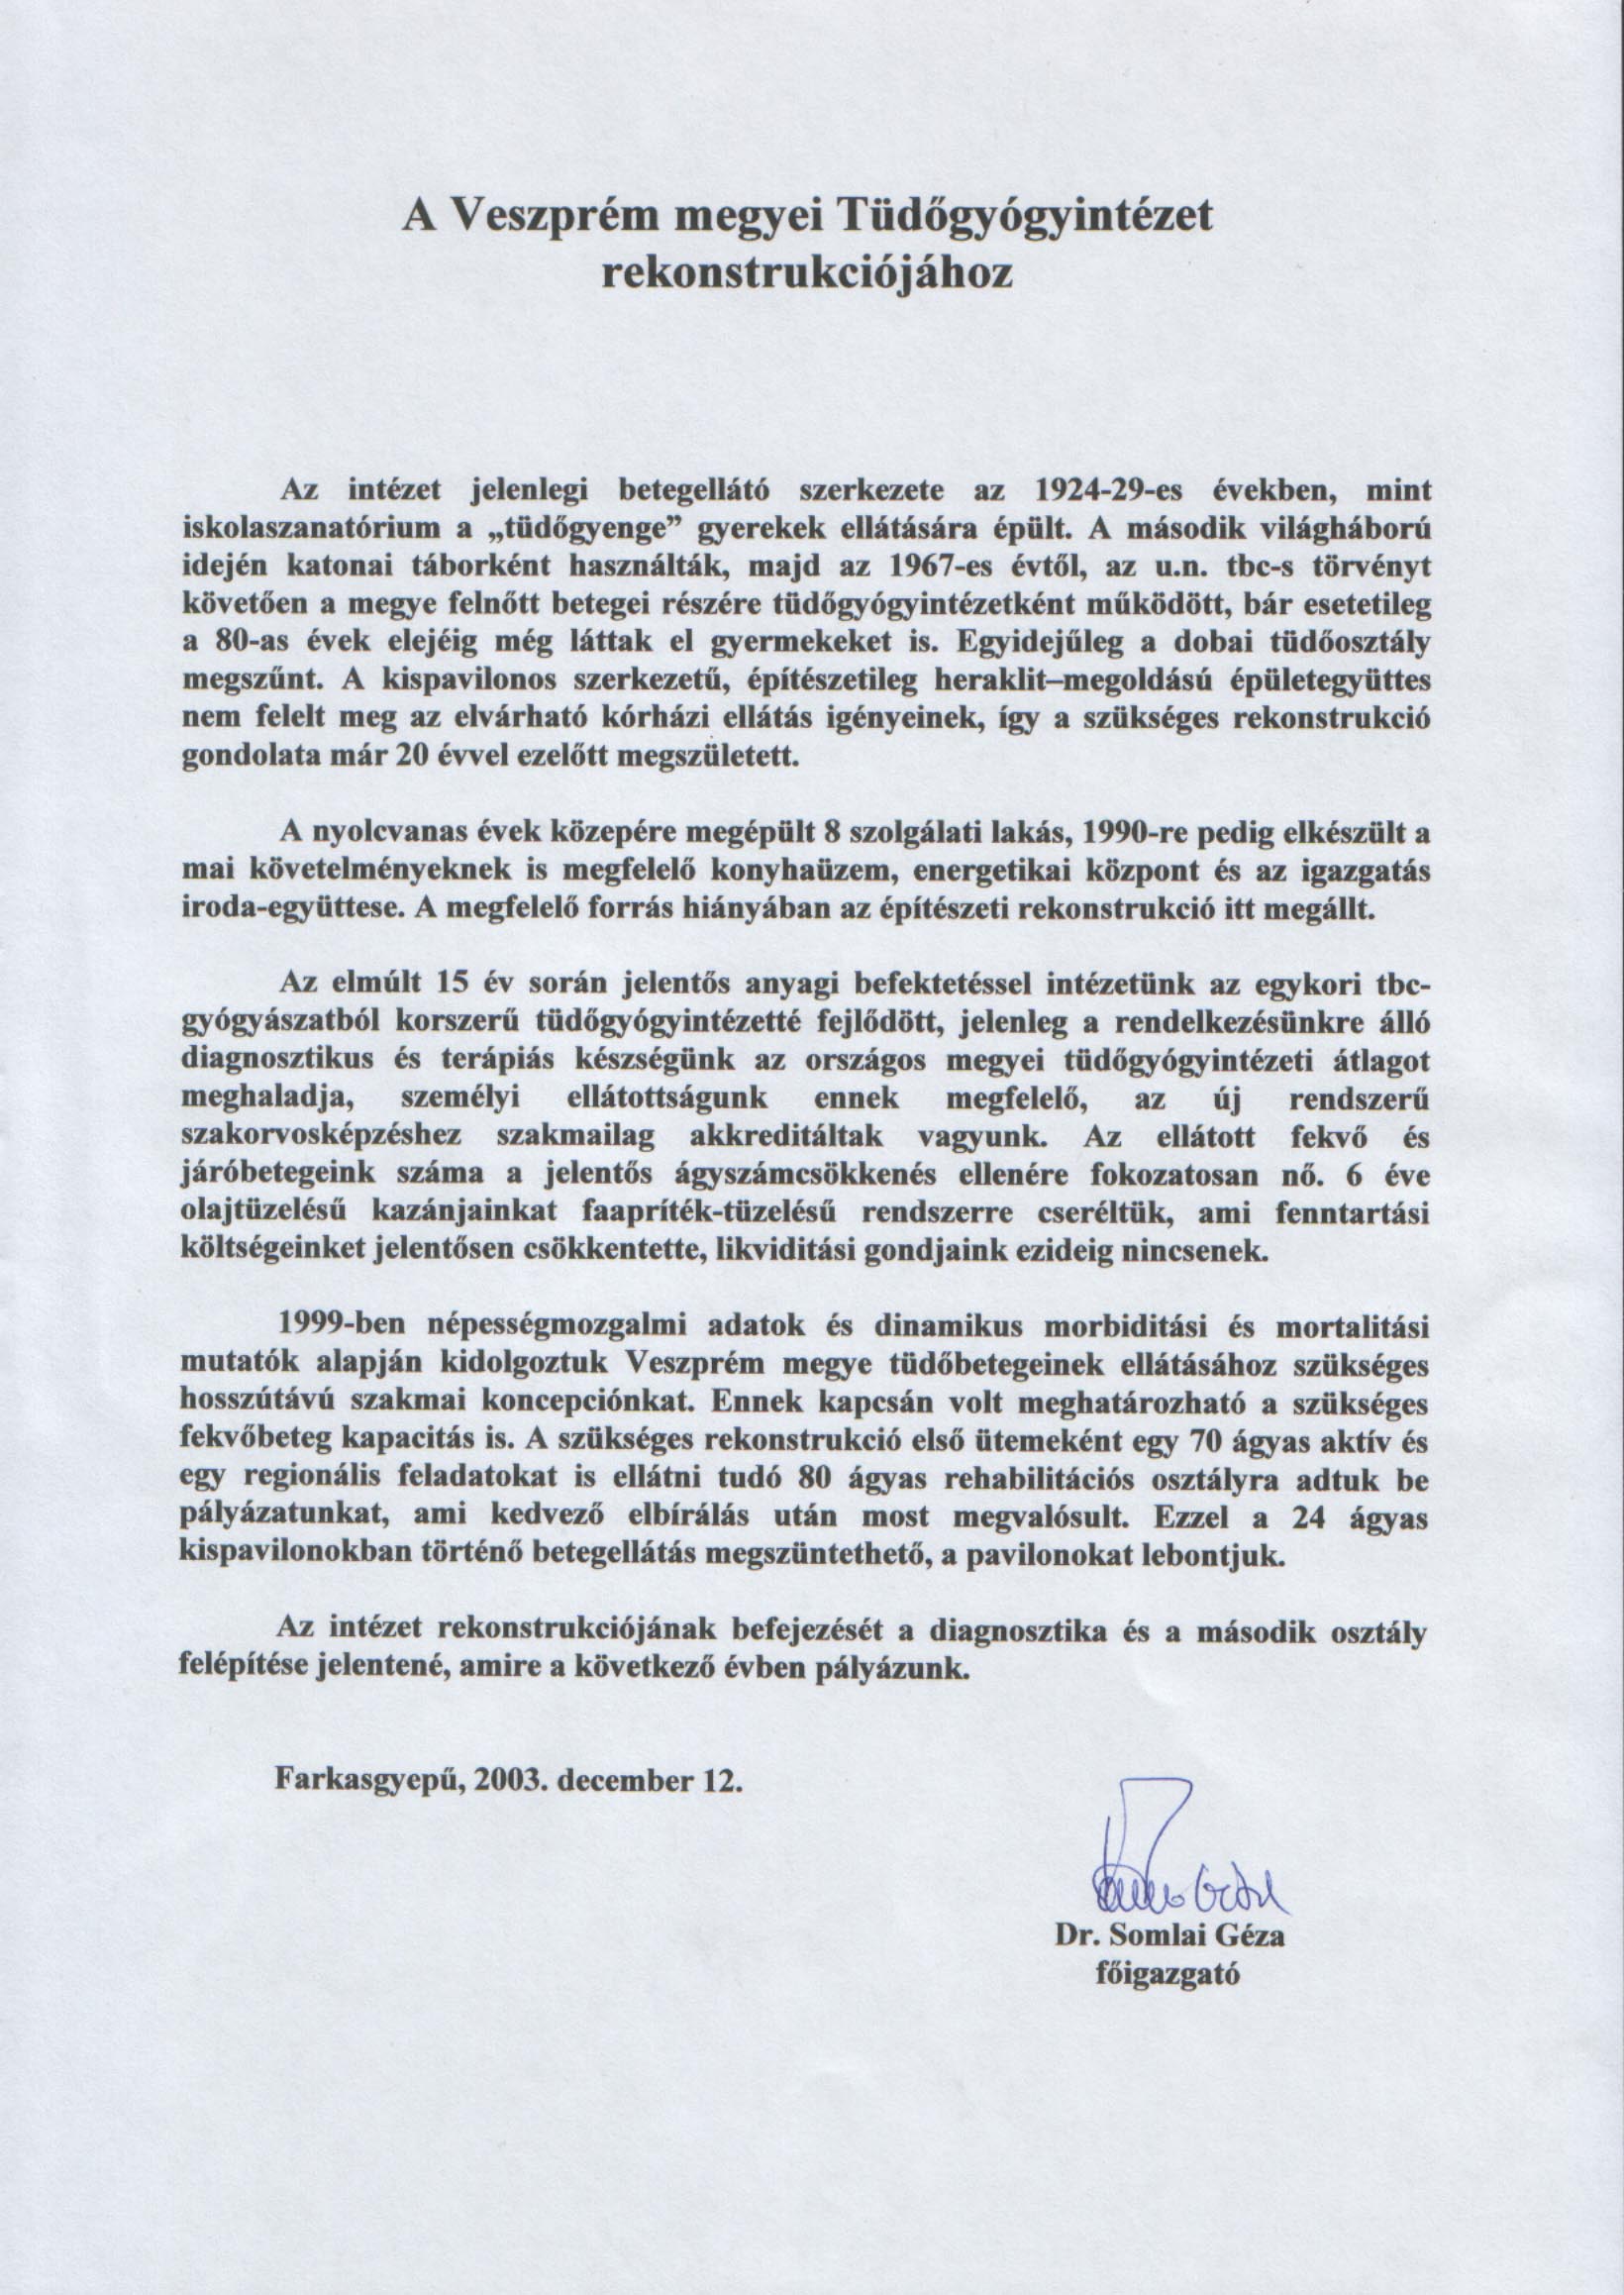 A Veszprém megyei Tüdőgyógyintézet
rekonstrukciójához
Az intézet jelenlegi betegellátó szerkezete az 1924-29-es években, mint
iskolaszanatórium a „tüdőgyenge” gyerekek ellátására épült. A második világháború
idején katonai táborként használták, majd az 1967-es évtől, az u.n. tbc-s törvényt
követően a megye felnőtt betegei részére tüdőgyógyintézetként működött, bár esetetileg
a 80-as évek elejéig még láttak el gyermekeket is. Egyidejűleg a dobai tüdőosztály
megszűnt. A kispavilonos szerkezetű, építészetileg heraklit–megoldású épületegyüttes
nem felelt meg az elvárható kórházi ellátás igényeinek, így a szükséges rekonstrukció
gondolata már 20 évvel ezelőtt megszületett.
A nyolcvanas évek közepére megépült 8 szolgálati lakás, 1990-re pedig elkészült a
mai követelményeknek is megfelelő konyhaüzem, energetikai központ és az igazgatás
iroda-együttese. A megfelelő forrás hiányában az építészeti rekonstrukció itt megállt.
Az elmúlt 15 év során jelentős anyagi befektetéssel intézetünk az egykori tbc-
gyógyászatból korszerű tüdőgyógyintézetté fejlődött, jelenleg a rendelkezésünkre álló
diagnosztikus és terápiás készségünk az országos megyei tüdőgyógyintézeti átlagot
meghaladja, személyi ellátottságunk ennek megfelelő, az új rendszerű
szakorvosképzéshez szakmailag akkreditáltak vagyunk. Az ellátott fekvő és
járóbetegeink száma a jelentős ágyszámcsökkenés ellenére fokozatosan nő. 6 éve
olajtüzelésű kazánjainkat faapríték-tüzelésű rendszerre cseréltük, ami fenntartási
költségeinket jelentősen csökkentette, likviditási gondjaink ezideig nincsenek.
1999-ben népességmozgalmi adatok és dinamikus morbiditási és mortalitási
mutatók alapján kidolgoztuk Veszprém megye tüdőbetegeinek ellátásához szükséges
hosszútávú szakmai koncepciónkat. Ennek kapcsán volt meghatározható a szükséges
fekvőbeteg kapacitás is. A szükséges rekonstrukció első ütemeként egy 70 ágyas aktív és
egy regionális feladatokat is ellátni tudó 80 ágyas rehabilitációs osztályra adtuk be
pályázatunkat, ami kedvező elbírálás után most megvalósult. Ezzel a 24 ágyas
kispavilonokban történő betegellátás megszüntethető, a pavilonokat lebontjuk.
Az intézet rekonstrukciójának befejezését a diagnosztika és a második osztály
felépítése jelentené, amire a következő évben pályázunk.
Farkasgyepű, 2003. december 12.
Dr. Somlai Géza
főigazgató